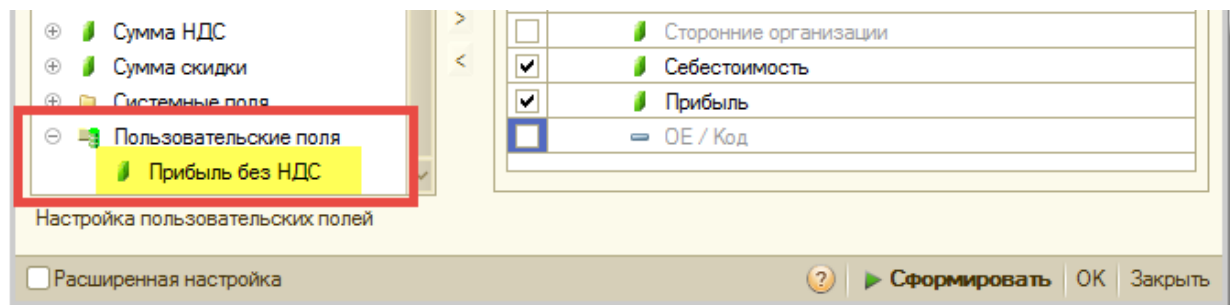 Сумма НДС
Сумма скидки
Системные поля
Пользовательские поля
Прибыль без НДС
>
<
Сторонние организации
Себестоимость
Прибыль
ОЕ / Код
Настройка пользовательских полей
Расширенная настройка
? Сформировать ОК Закрыть